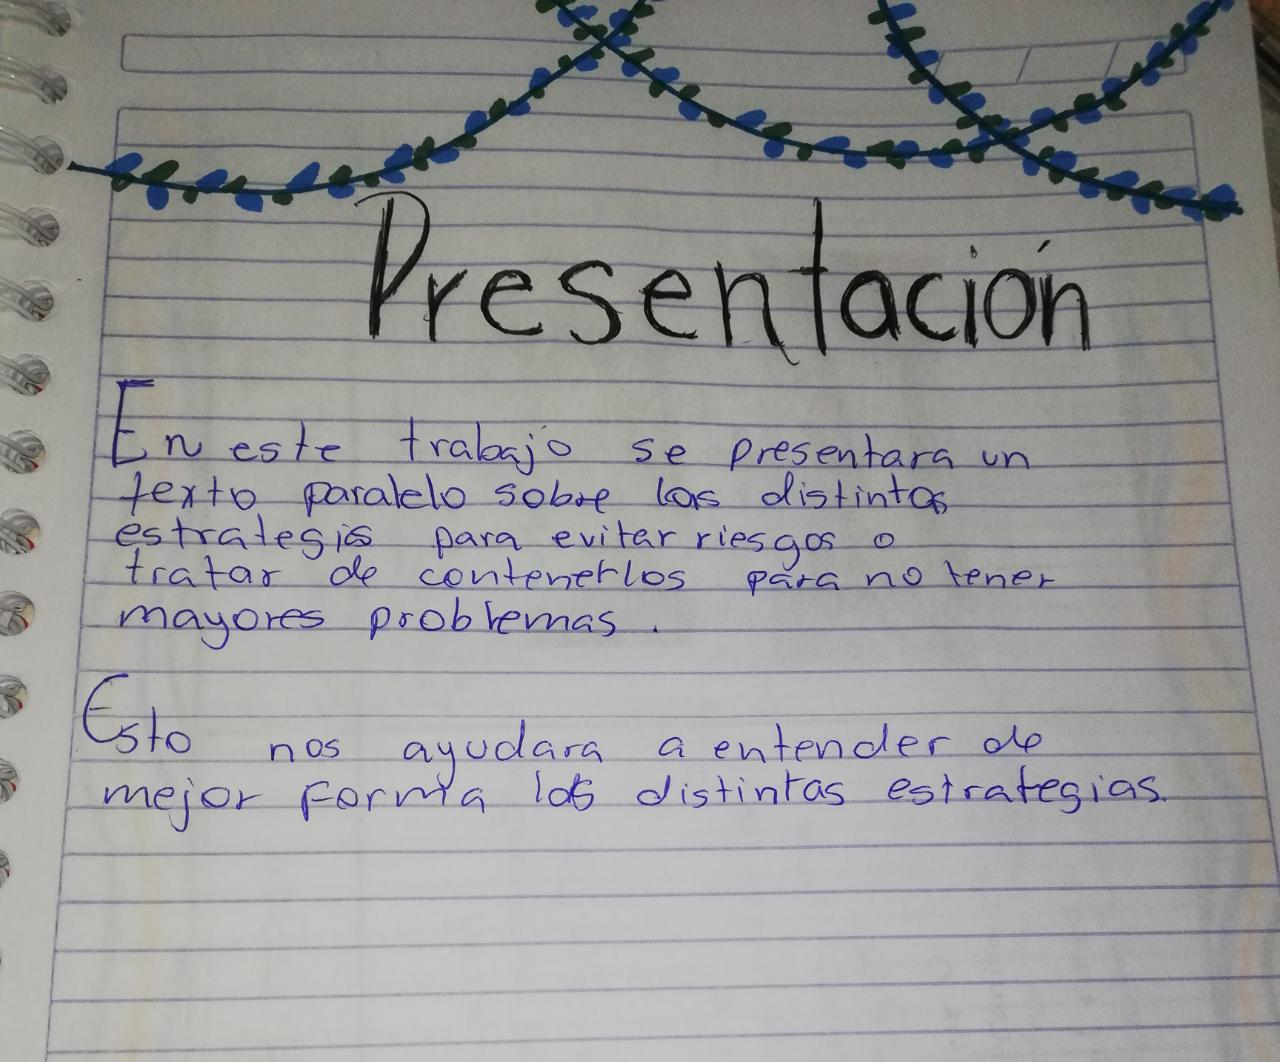 Presentación
En este trabajo se presentara un
texto paralelo sobre las distintas
estrategis para evitar riesgos o
tratar de contenerlos para no tener
mayores problemas.
Esto nos ayudara a entender de
mejor forma las distintas estrategias.